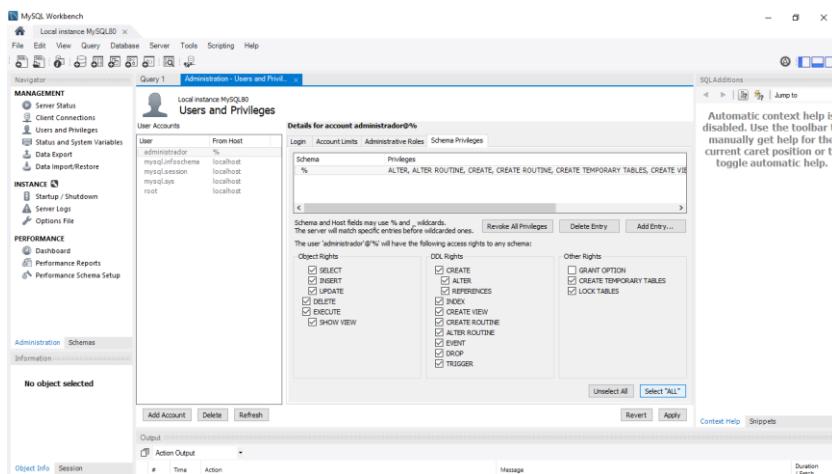 MySQL Workbench
Local instance MySQL80
File Edit View Query Database Server Tools Scripting Help
Navigator
MANAGEMENT
Server Status
Client Connections
Users and Privileges
Status and System Variables
Data Export
Data Import/Restore
INSTANCE
Startup / Shutdown
Server Logs
Options File
PERFORMANCE
Dashboard
Performance Reports
Performance Schema Setup
Administration Schemas
Information
No object selected
Object Info Session
Query 1 Administration - Users and Privil...
Local instance MySQL80
Users and Privileges
User Accounts
User From Host
administrador %
mysql.infoschema localhost
mysql.session localhost
mysql.sys localhost
root localhost
Add Account Delete Refresh
Details for account administrador@%
Login Account Limits Administrative Roles Schema Privileges
Schema Privileges
% ALTER, ALTER ROUTINE, CREATE, CREATE ROUTINE, CREATE TEMPORARY TABLES, CREATE VIE
Schema and Host fields may use % and _ wildcards.
The server will match specific entries before wildcarded ones.
Revoke All Privileges Delete Entry Add Entry...
The user 'administrador'@'%' will have the following access rights to any schema:
Object Rights
SELECT
INSERT
UPDATE
DELETE
EXECUTE
SHOW VIEW
DDL Rights
CREATE
ALTER
REFERENCES
INDEX
CREATE VIEW
CREATE ROUTINE
ALTER ROUTINE
EVENT
DROP
TRIGGER
Other Rights
GRANT OPTION
CREATE TEMPORARY TABLES
LOCK TABLES
Unselect All Select "ALL"
Revert Apply
Output
Action Output
# Time Action Message Duration / Fetch
SQLAdditions
Jump to
Automatic context help is
disabled. Use the toolbar t
manually get help for the
current caret position or t
toggle automatic help.
Context Help Snippets